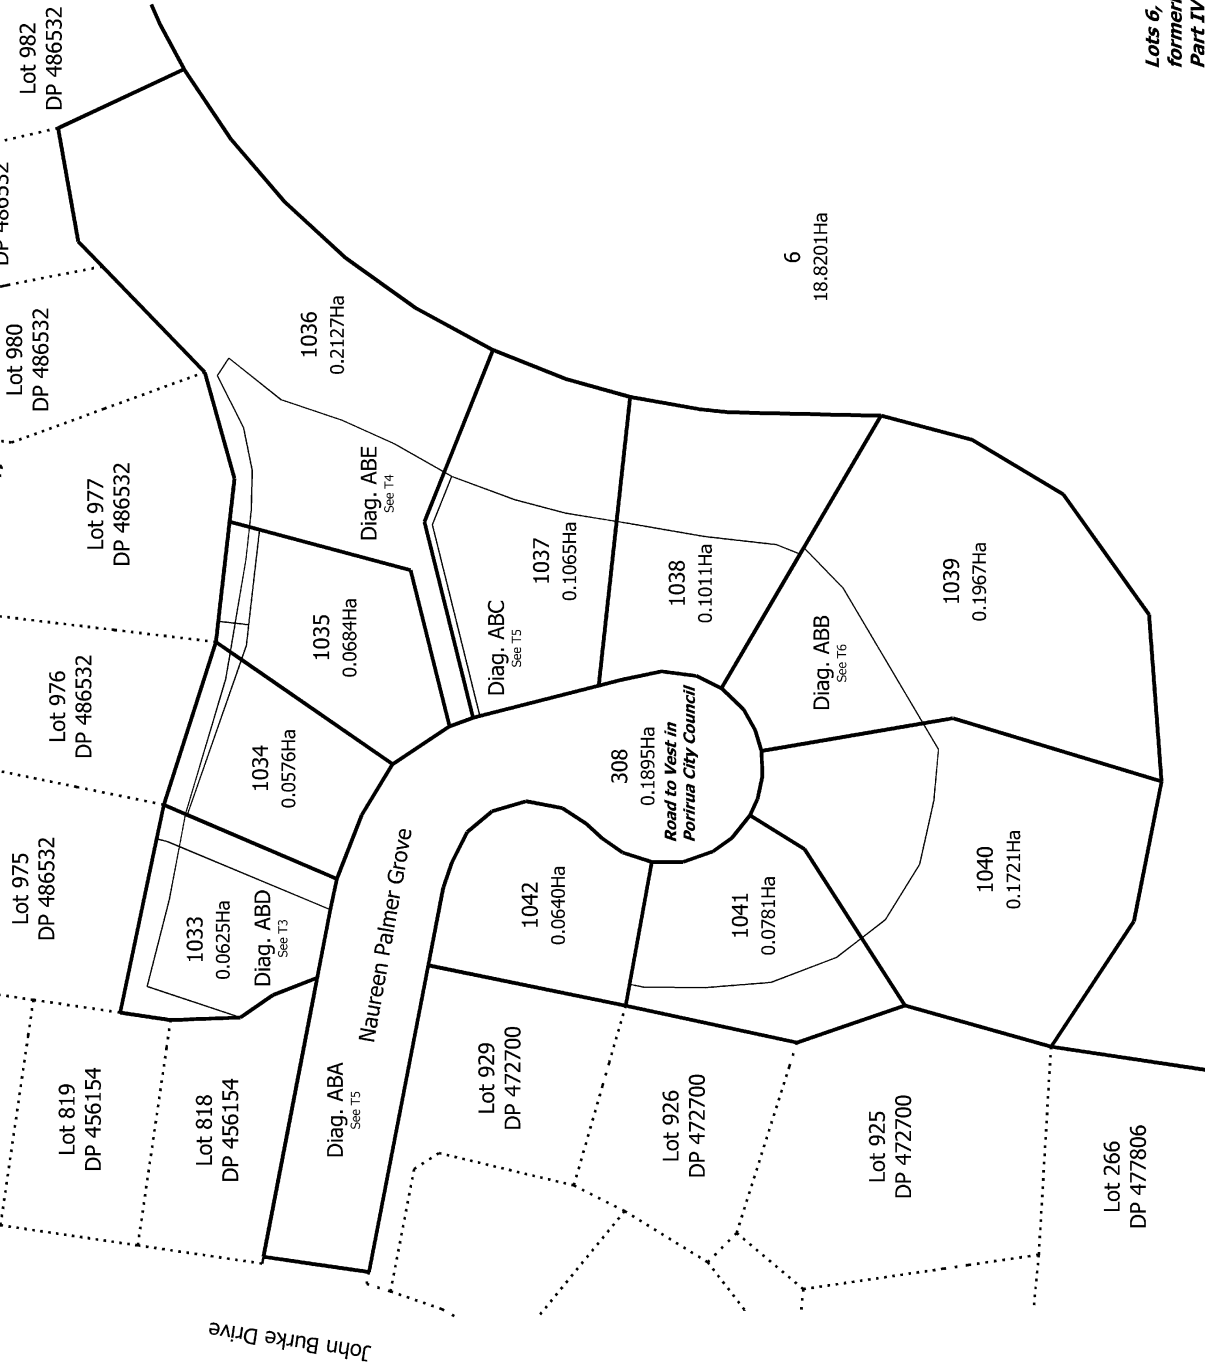 Lots 6,
Part IV
Lot 982
DP 486532
DP 486532
Lot 980
DP 486532
Lot 977
DP 486532
Lot 976
DP 486532
Lot 975
DP 486532
Lot 819
DP 456154
Lot 818
DP 456154
1036
0.2127Ha
6
18.8201Ha
Diag. ABE
See T4
1035
0.0684Ha
1037
0.1065Ha
Diag. ABC
See T5
1038
0.1011Ha
1039
0.1967Ha
Diag. ABB
See T6
1034
0.0576Ha
308
0.1895Ha
Road to Vest in
Porirua City Council
1033
0.0625Ha
Diag. ABD
See T3
Naureen Palmer Grove
1042
0.0640Ha
1041
0.0781Ha
1040
0.1721Ha
Diag. ABA
See T5
Lot 929
DP 472700
Lot 926
DP 472700
Lot 925
DP 472700
Lot 266
DP 477806
John Burke Drive